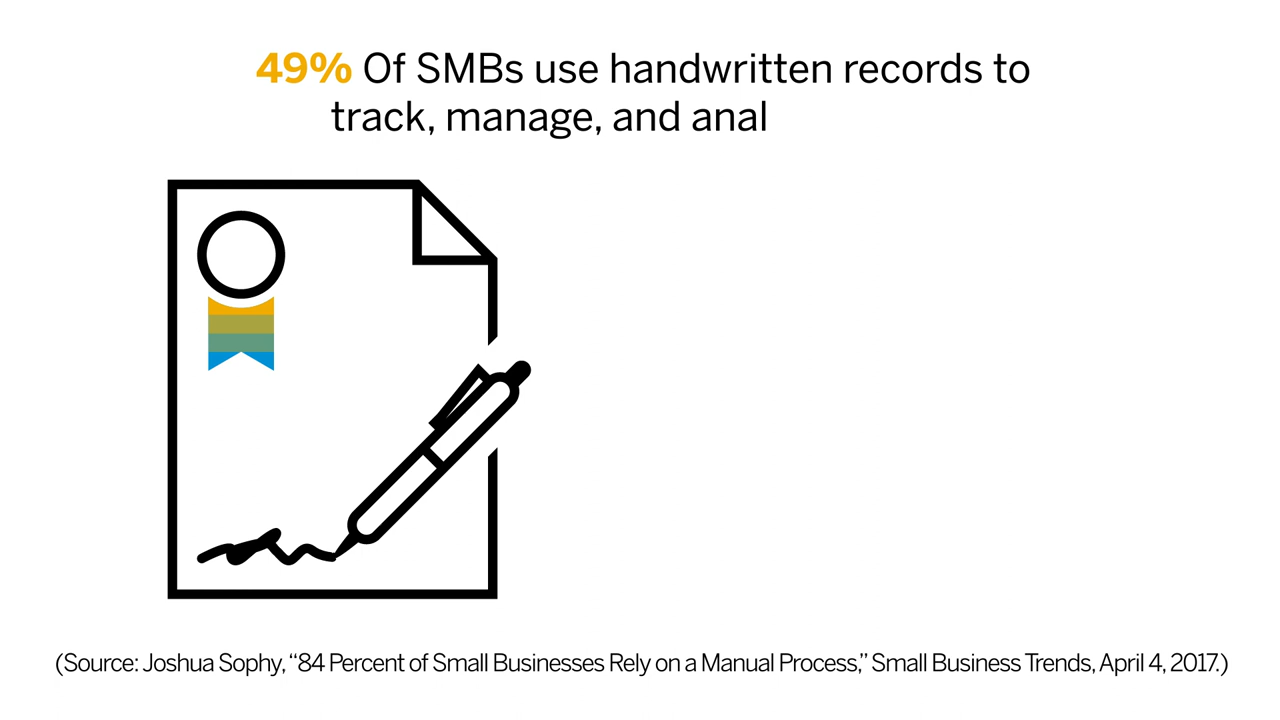 49% Of SMBs use handwritten records to
track, manage, and anal
(Source: Joshua Sophy, “84 Percent of Small Businesses Rely on a Manual Process,” Small Business Trends, April 4, 2017.)